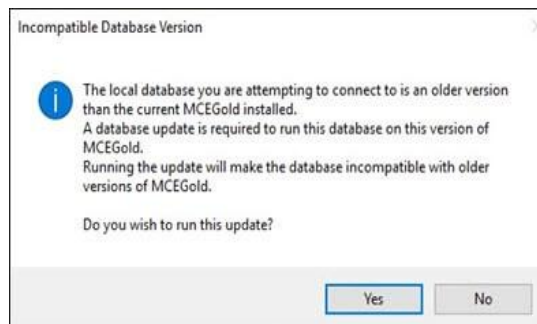 Incompatible Database Version
The local database you are attempting to connect to is an older version
than the current MCEGold installed.
A database update is required to run this database on this version of
MCEGold.
Running the update will make the database incompatible with older
versions of MCEGold.
Do you wish to run this update?
Yes
No